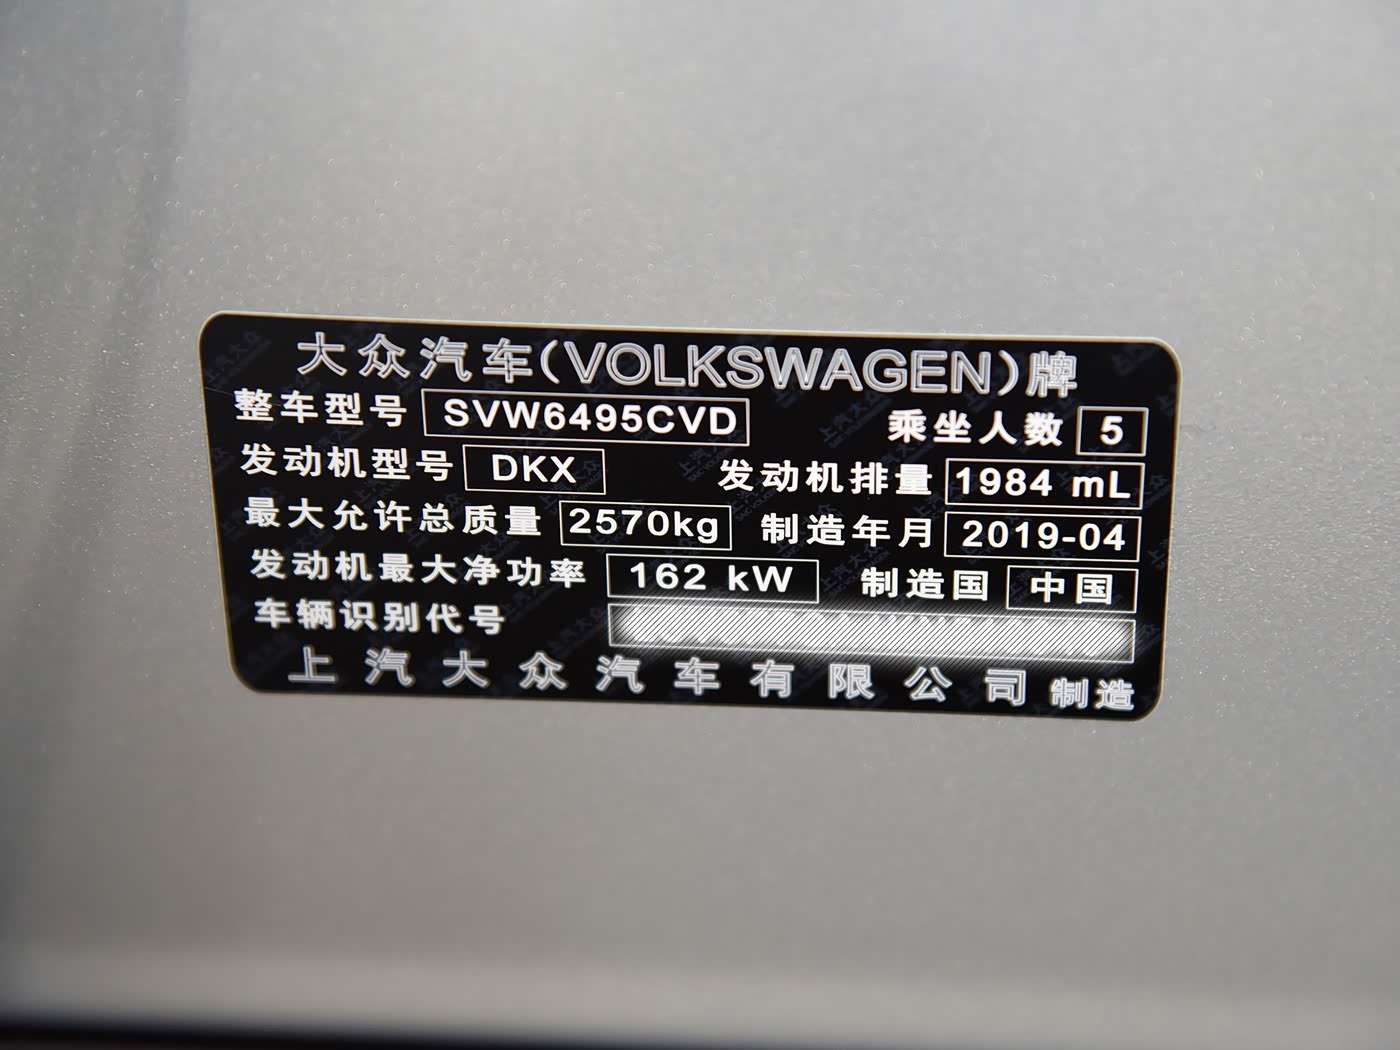 大众汽车(VOLKSWAGEN)牌
整车型号 SVW6495CVD 乘坐人数 5
发动机型号 DKX 发动机排量 1984 mL
最大允许总质量 2570kg 制造年月 2019-04
发动机最大净功率 162 kW 制造国 中国
车辆识别代号
上汽大众汽车有限公司 制造